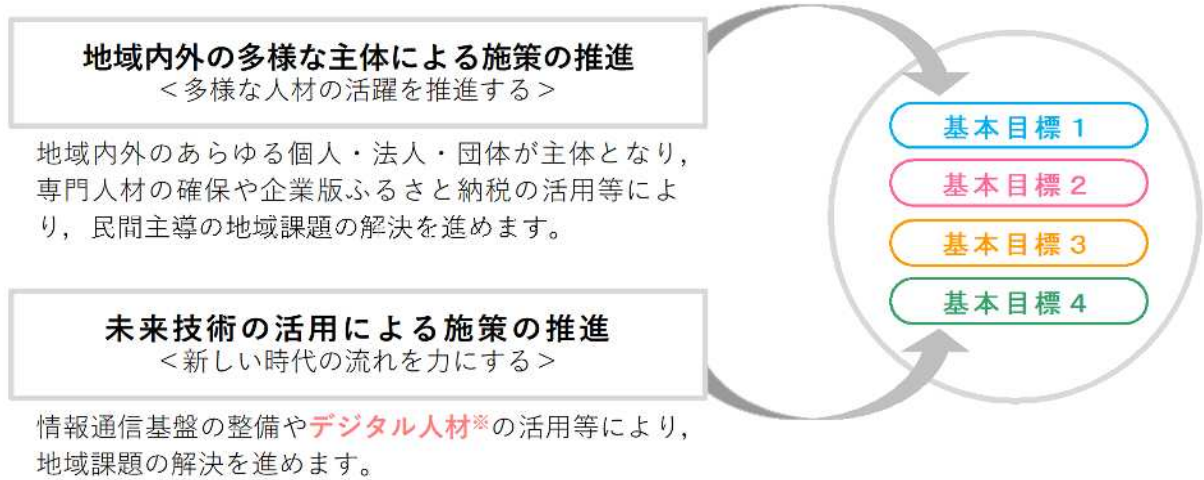 地域内外の多様な主体による施策の推進
＜多様な人材の活躍を推進する＞
地域内外のあらゆる個人・法人・団体が主体となり，
専門人材の確保や企業版ふるさと納税の活用等によ
り，民間主導の地域課題の解決を進めます。
未来技術の活用による施策の推進
＜新しい時代の流れを力にする＞
情報通信基盤の整備やデジタル人材※の活用等により，
地域課題の解決を進めます。
基本目標１
基本目標２
基本目標３
基本目標４